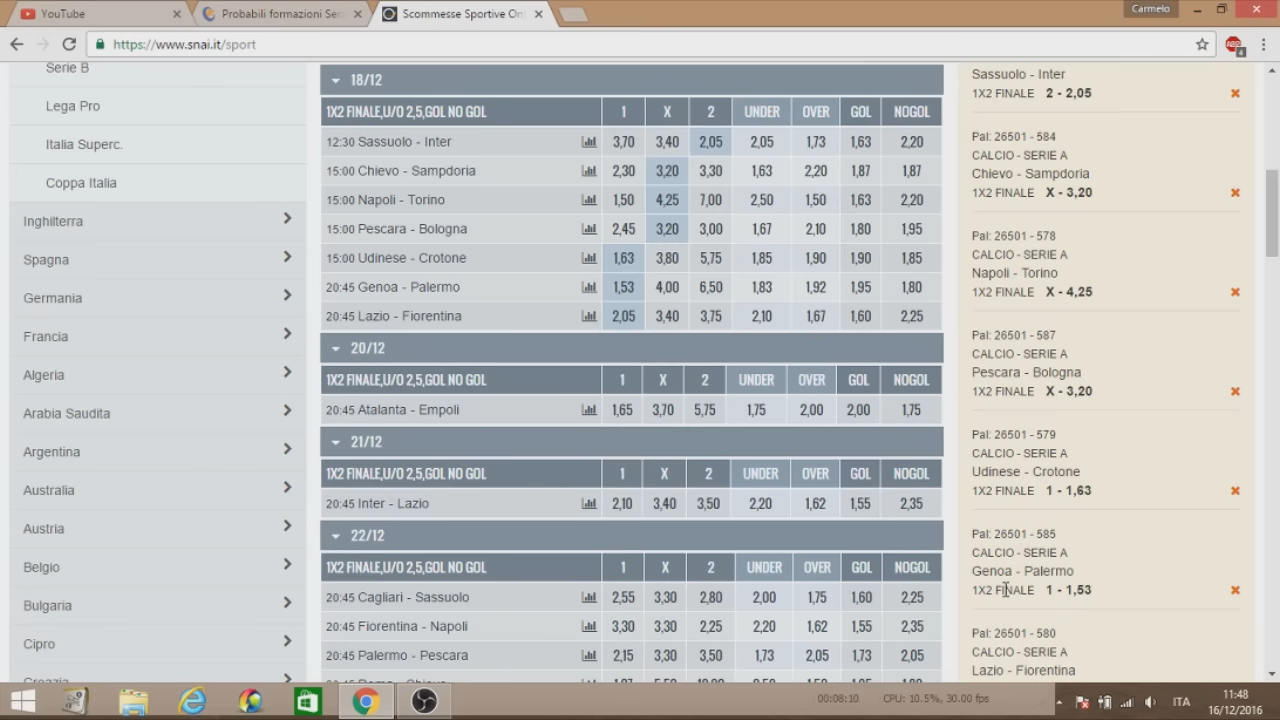 YouTube
Probabili formazioni Ser
Scommesse Sportive On
Carmelo
https://www.snai.it/sport
Serie B
Lega Pro
Italia Superc.
Coppa Italia
Inghilterra
Spagna
Germania
Francia
Algeria
Arabia Saudita
Argentina
Australia
Austria
Belgio
Bulgaria
Cipro
Croazia
18/12
1X2 FINALE,U/O 2,5,GOL NO GOL 1 X 2 UNDER OVER GOL NOGOL
12:30 Sassuolo - Inter 3,70 3,40 2,05 2,05 1,73 1,63 2,20
15:00 Chievo - Sampdoria 2,30 3,20 3,30 1,63 2,20 1,87 1,87
15:00 Napoli - Torino 1,50 4,25 7,00 2,50 1,50 1,63 2,20
15:00 Pescara - Bologna 2,45 3,20 3,00 1,67 2,10 1,80 1,95
15:00 Udinese - Crotone 1,63 3,80 5,75 1,85 1,90 1,90 1,85
20:45 Genoa - Palermo 1,53 4,00 6,50 1,83 1,92 1,95 1,80
20:45 Lazio - Fiorentina 2,05 3,40 3,75 2,10 1,67 1,60 2,25
20/12
1X2 FINALE,U/O 2,5,GOL NO GOL 1 X 2 UNDER OVER GOL NOGOL
20:45 Atalanta - Empoli 1,65 3,70 5,75 1,75 2,00 2,00 1,75
21/12
1X2 FINALE,U/O 2,5,GOL NO GOL 1 X 2 UNDER OVER GOL NOGOL
20:45 Inter - Lazio 2,10 3,40 3,50 2,20 1,62 1,55 2,35
22/12
1X2 FINALE,U/O 2,5,GOL NO GOL 1 X 2 UNDER OVER GOL NOGOL
20:45 Cagliari - Sassuolo 2,55 3,30 2,80 2,00 1,75 1,60 2,25
20:45 Fiorentina - Napoli 3,30 3,30 2,25 2,20 1,62 1,55 2,35
20:45 Palermo - Pescara 2,15 3,30 3,50 1,73 2,05 1,73 2,05
Sassuolo - Inter
1X2 FINALE 2 - 2,05
Pal: 26501 - 584
CALCIO - SERIE A
Chievo - Sampdoria
1X2 FINALE X - 3,20
Pal: 26501 - 578
CALCIO - SERIE A
Napoli - Torino
1X2 FINALE X - 4,25
Pal: 26501 - 587
CALCIO - SERIE A
Pescara - Bologna
1X2 FINALE X - 3,20
Pal: 26501 - 579
CALCIO - SERIE A
Udinese - Crotone
1X2 FINALE 1 - 1,63
Pal: 26501 - 585
CALCIO - SERIE A
Genoa - Palermo
1X2 FINALE 1 - 1,53
Pal: 26501 - 580
CALCIO - SERIE A
Lazio - Fiorentina
00:08:10 CPU: 10.5%, 30.00 fps
ITA
11:48
16/12/2016